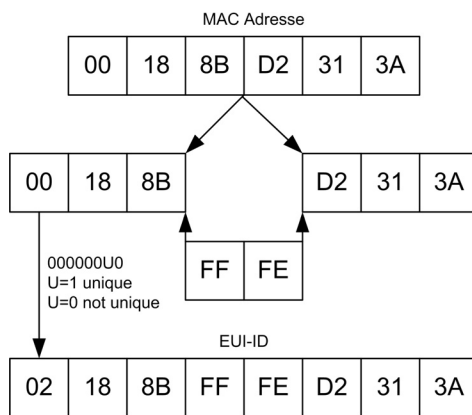 MAC Adresse
00 18 8B D2 31 3A
00 18 8B D2 31 3A
FF FE
000000U0
U=1 unique
U=0 not unique
EUI-ID
02 18 8B FF FE D2 31 3A